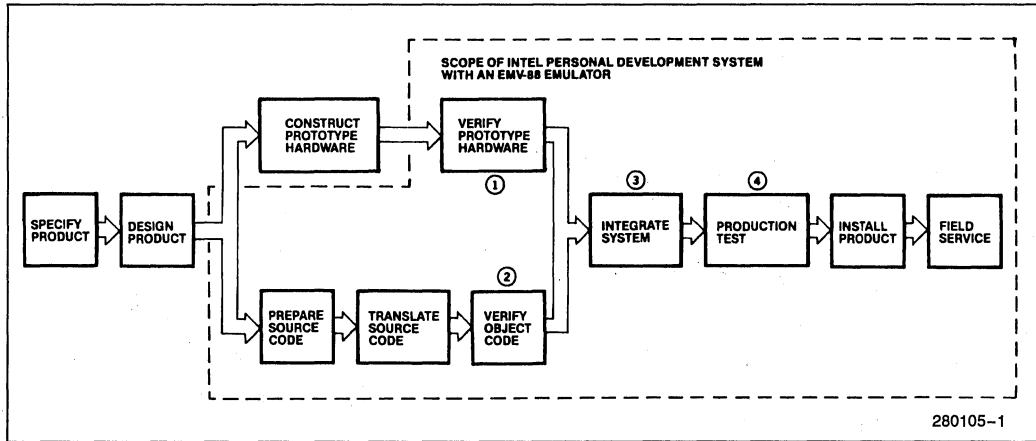 SCOPE OF INTEL PERSONAL DEVELOPMENT SYSTEM
WITH AN EMV-88 EMULATOR
CONSTRUCT
PROTOTYPE
HARDWARE
VERIFY
PROTOTYPE
HARDWARE
①
SPECIFY
PRODUCT
DESIGN
PRODUCT
③
INTEGRATE
SYSTEM
④
PRODUCTION
TEST
INSTALL
PRODUCT
FIELD
SERVICE
PREPARE
SOURCE
CODE
TRANSLATE
SOURCE
CODE
②
VERIFY
OBJECT
CODE
280105-1